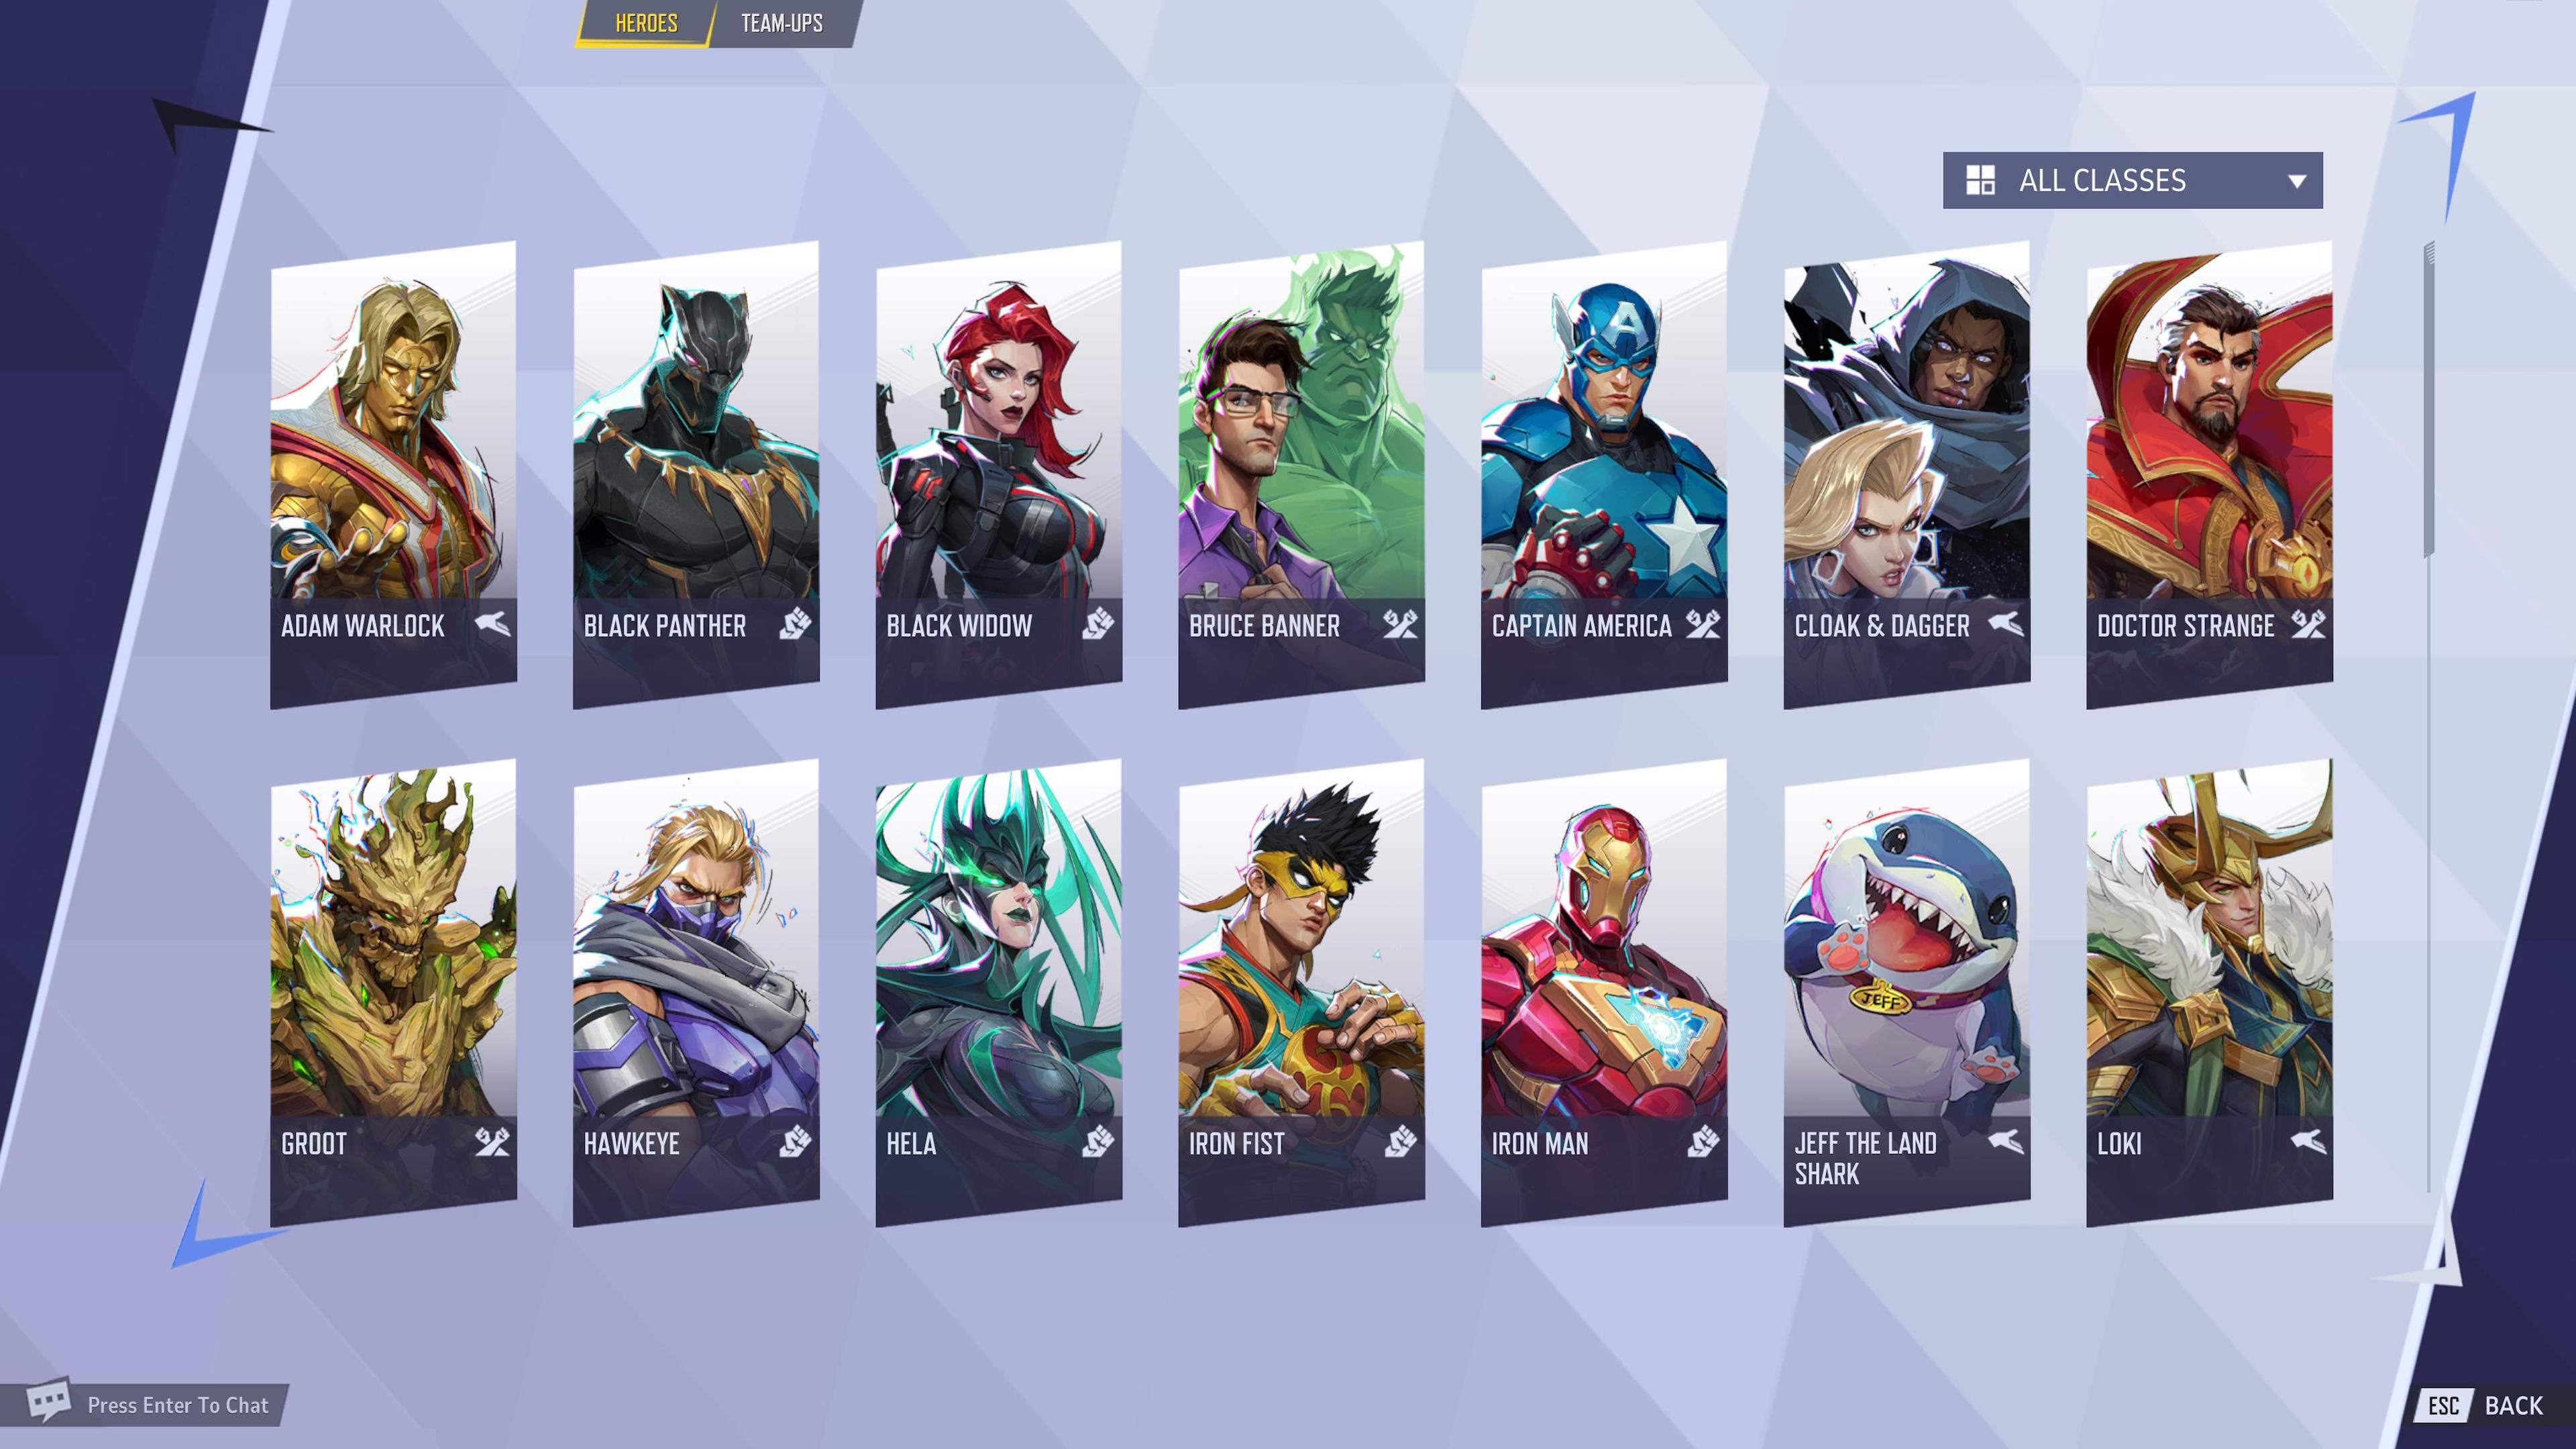 HEROES
TEAM-UPS
ALL CLASSES
ADAM WARLOCK
BLACK PANTHER
BLACK WIDOW
BRUCE BANNER
CAPTAIN AMERICA
CLOAK & DAGGER
DOCTOR STRANGE
JEFF
GROOT
HAWKEYE
HELA
IRON FIST
IRON MAN
JEFF THE LAND
SHARK
LOKI
Press Enter To Chat
ESC BACK